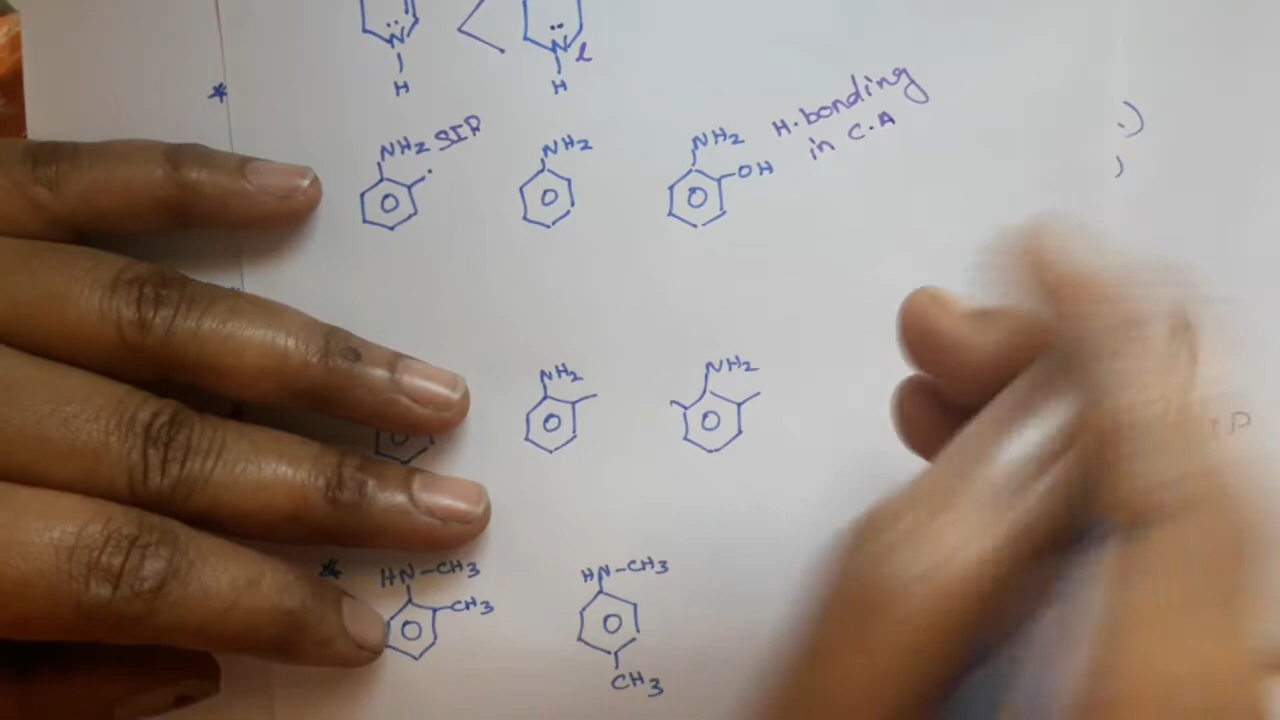 N N l
H H
*
NH2 SIR NH2 NH2 H.bonding
OH in C.A
NH2 NH2
* HN-CH3 HN-CH3
CH3
CH3